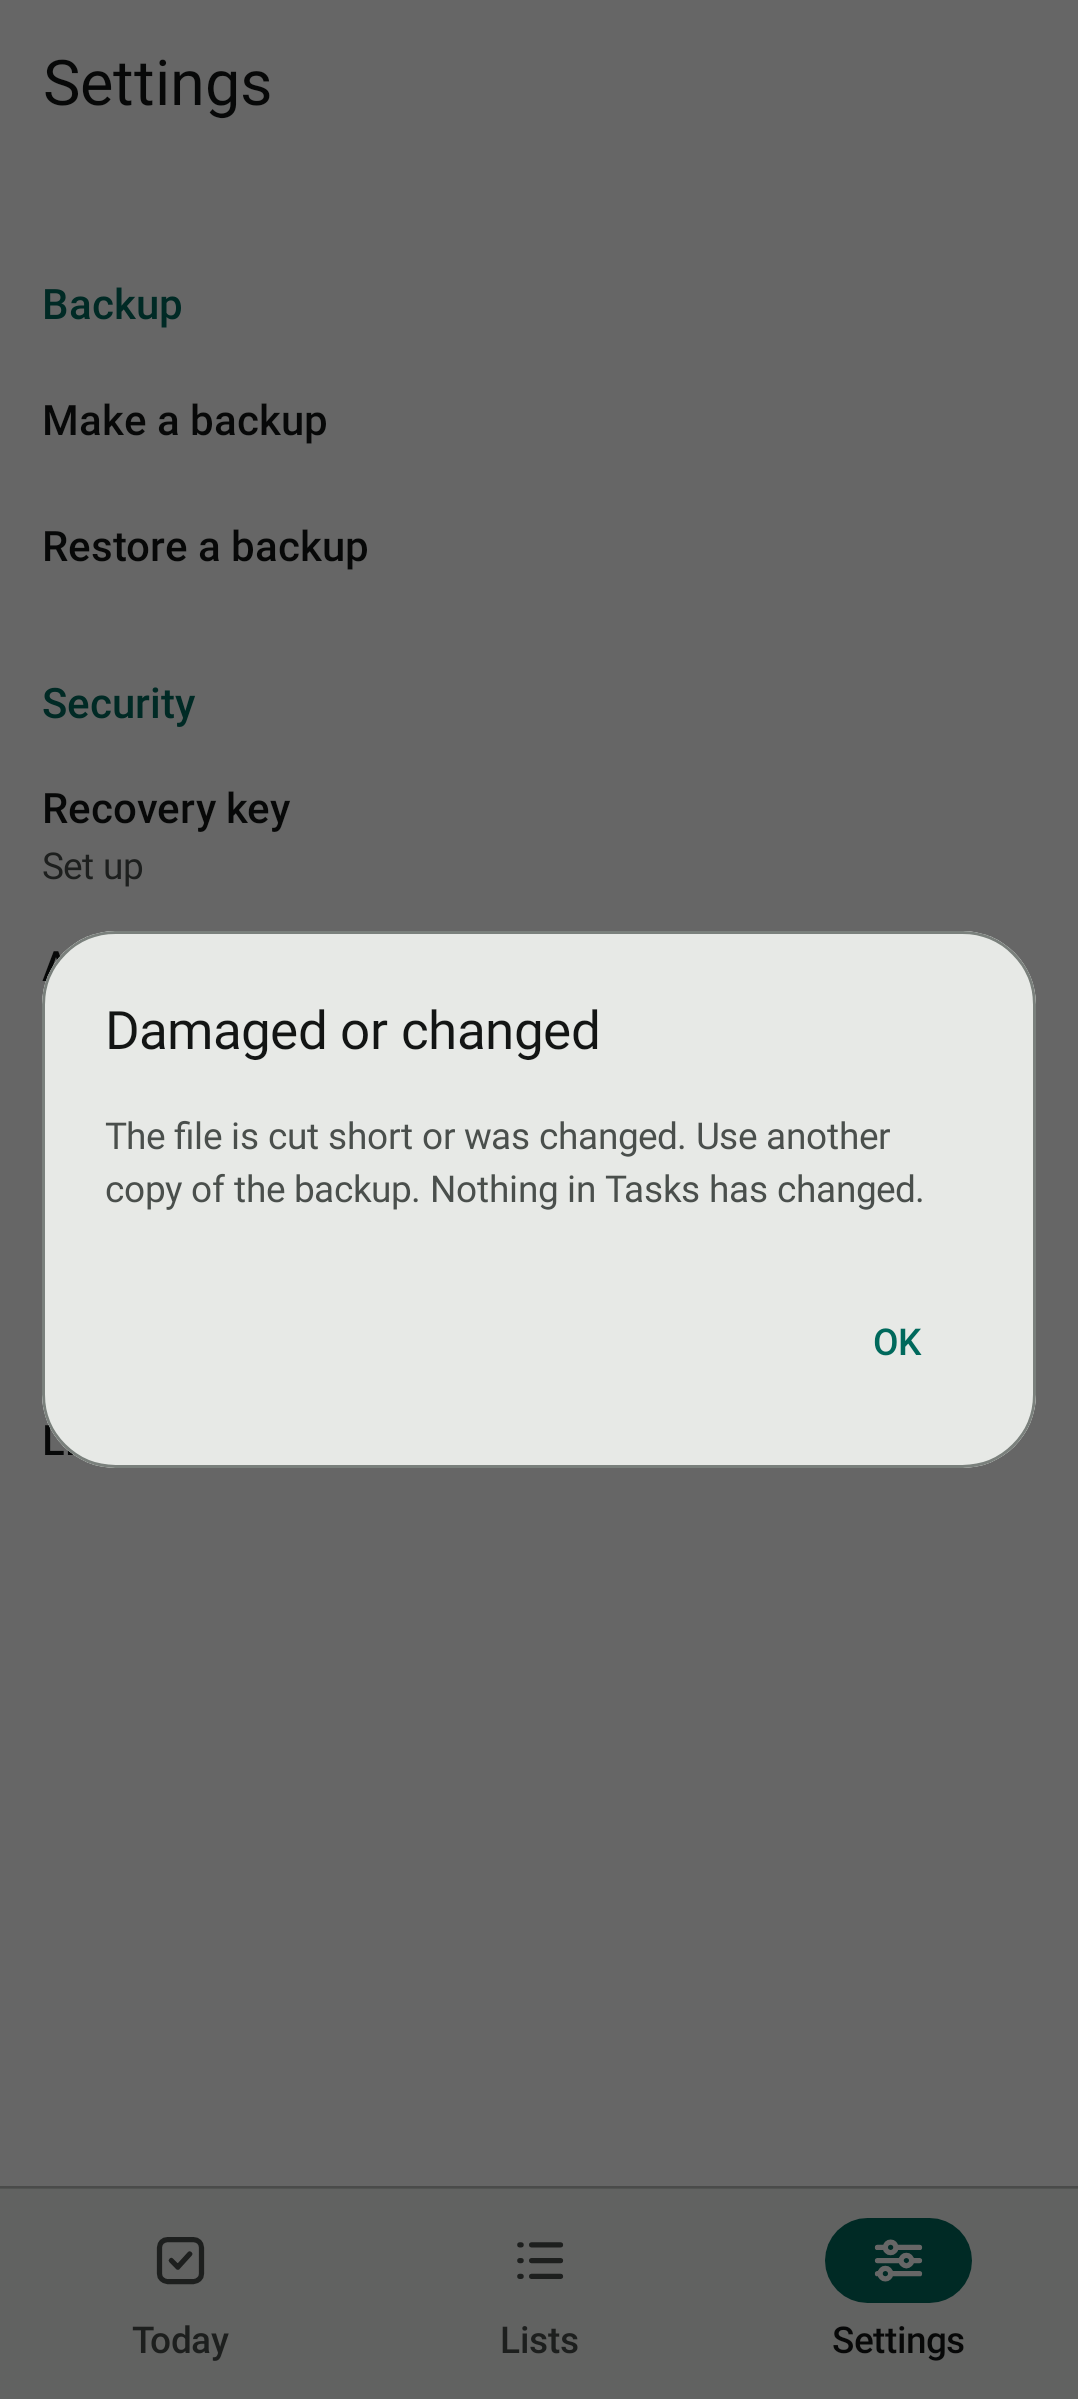 Settings
Backup
Make a backup
Restore a backup
Security
Recovery key
Set up
Damaged or changed
The file is cut short or was changed. Use another
copy of the backup. Nothing in Tasks has changed.
OK
Today
Lists
Settings